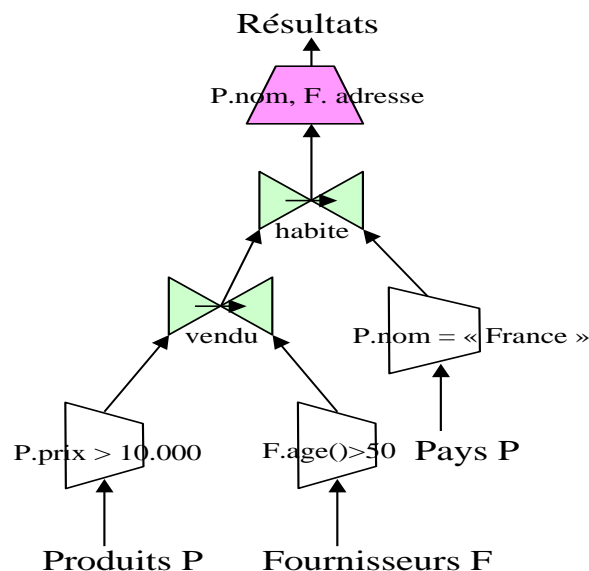 Résultats
P.nom, F. adresse
habite
vendu
P.nom = « France »
P.prix > 10.000
F.age()>50
Pays P
Produits P
Fournisseurs F